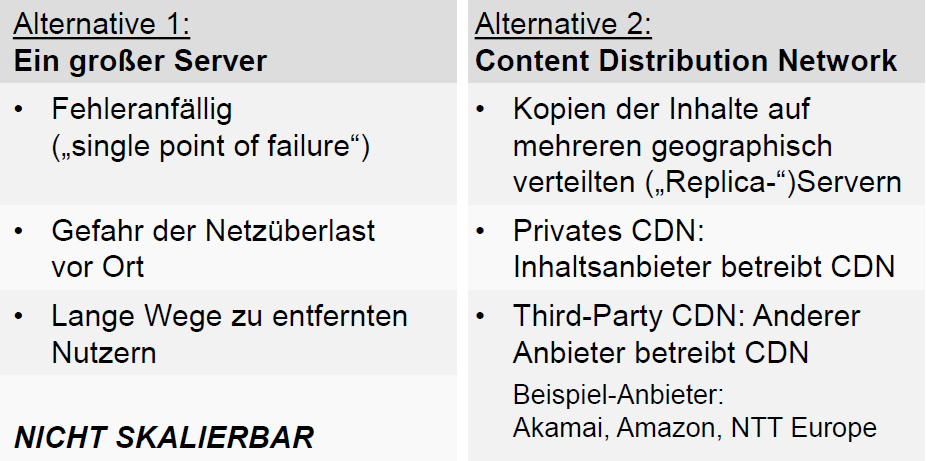 Alternative 1:
Ein großer Server
• Fehleranfällig
(„single point of failure“)
• Gefahr der Netzüberlast
vor Ort
• Lange Wege zu entfernten
Nutzern
NICHT SKALIERBAR
Alternative 2:
Content Distribution Network
• Kopien der Inhalte auf
mehreren geographisch
verteilten („Replica-“)Servern
• Privates CDN:
Inhaltsanbieter betreibt CDN
• Third-Party CDN: Anderer
Anbieter betreibt CDN
Beispiel-Anbieter:
Akamai, Amazon, NTT Europe